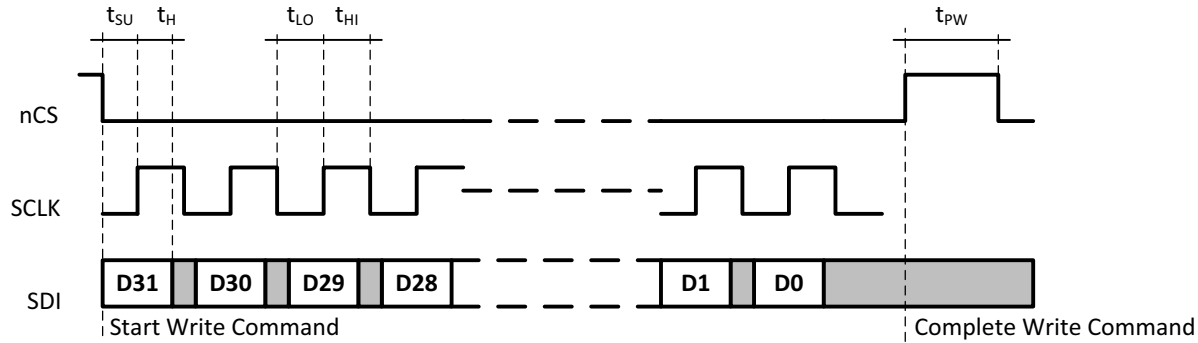 tSU tH tLO tHI tPW
nCS
SCLK
SDI D31 D30 D29 D28 D1 D0
Start Write Command Complete Write Command